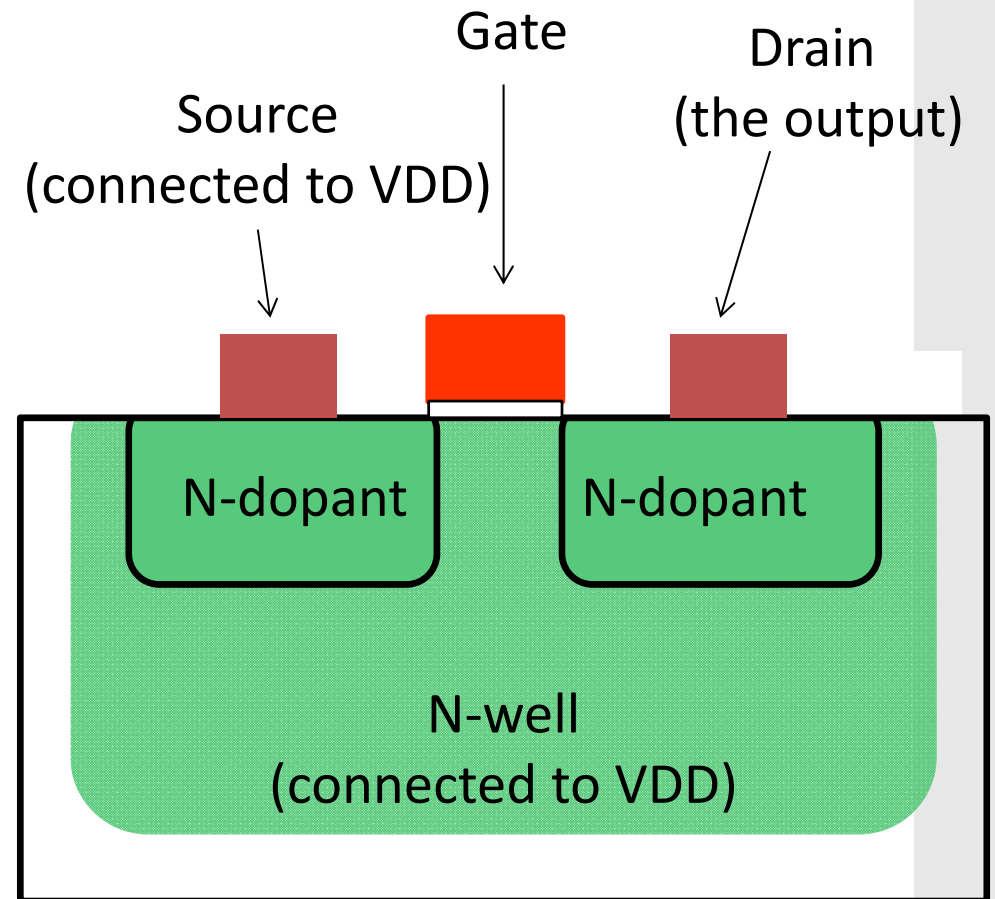 Gate
Drain
(the output)
Source
(connected to VDD)
N-dopant
N-dopant
N-well
(connected to VDD)